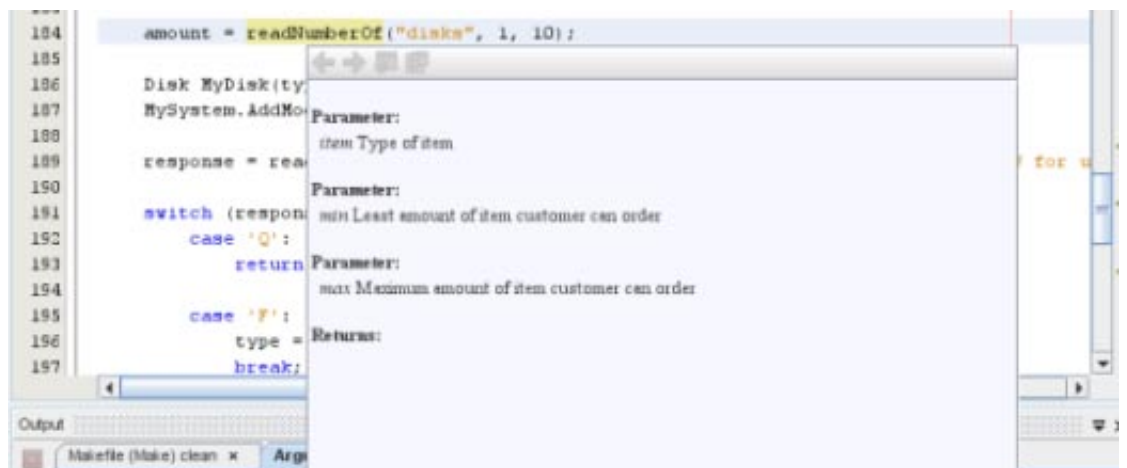 184 amount = readNumberOf("disks", 1, 10);
185
186 Disk MyDisk(ty
187 MySystem.AddMo
188
189 response = rea for u
190
191 switch (respon
192 case 'Q':
193 return
194
195 case 'F':
196 type =
197 break;
Parameter:
item Type of item
Parameter:
min Least amount of item customer can order
Parameter:
max Maximum amount of item customer can order
Returns:
Output
Makefile (Make) clean × Argu